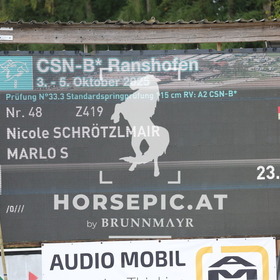 CSN-B* Ranshofen
3. - 5. Oktober 2025
Prüfung N°33.3 Standardspringprüfung 115 cm RV: A2 CSN-B*
Nr. 48 Z419
Nicole SCHRÖTZLMAIR
MARLO S
23.
/0///
HORSEPIC.AT
by BRUNNMAYR
AUDIO MOBIL